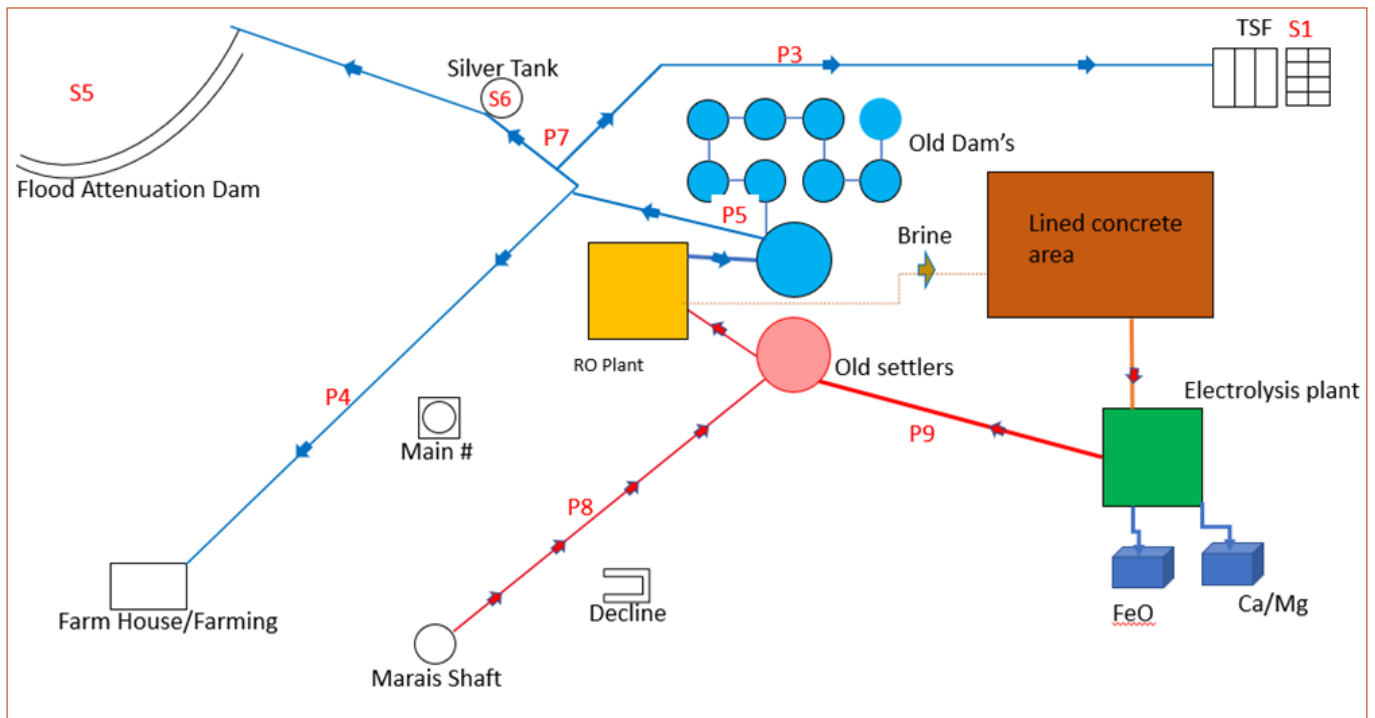 TSF S1
P3
Silver Tank
S6
S5
P7
Old Dam's
Flood Attenuation Dam
P5
Lined concrete
area
Brine
RO Plant
Old settlers
Electrolysis plant
P4
P9
Main #
P8
Decline
FeO
Ca/Mg
Farm House/Farming
Marais Shaft